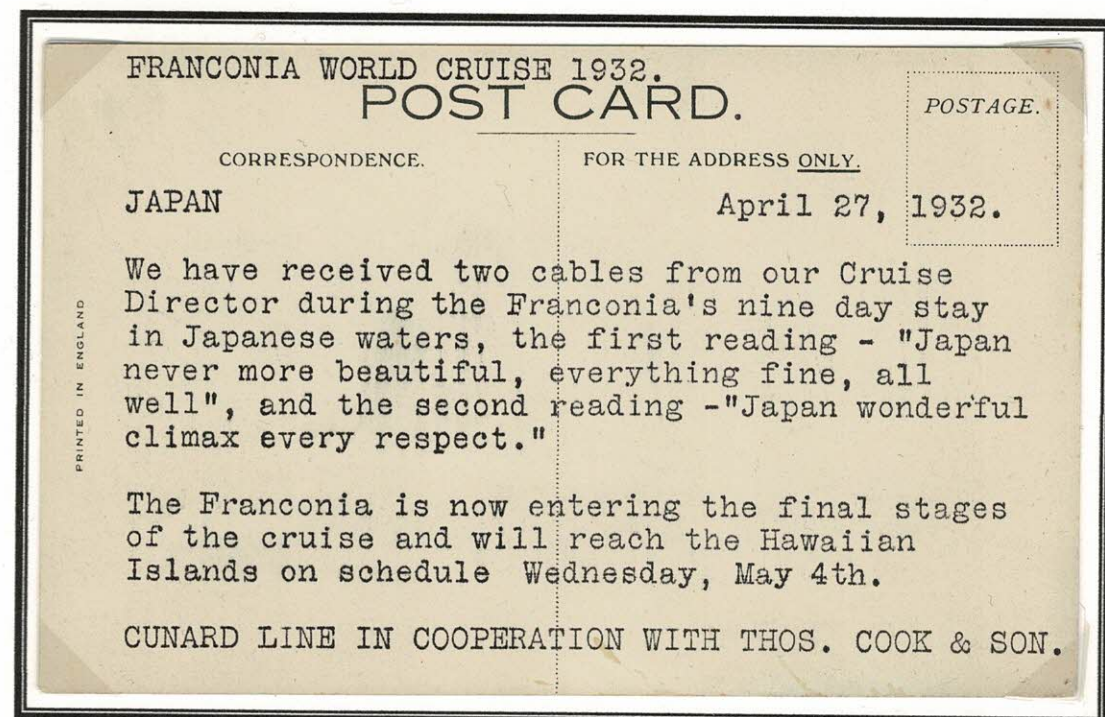 FRANCONIA WORLD CRUISE 1932.
POST CARD.
POSTAGE.
CORRESPONDENCE.
FOR THE ADDRESS ONLY.
JAPAN
April 27, 1932.
We have received two cables from our Cruise
Director during the Franconia's nine day stay
in Japanese waters, the first reading - "Japan
never more beautiful, everything fine, all
well", and the second reading -"Japan wonderful
climax every respect."
The Franconia is now entering the final stages
of the cruise and will reach the Hawaiian
Islands on schedule Wednesday, May 4th.
CUNARD LINE IN COOPERATION WITH THOS. COOK & SON.
PRINTED IN ENGLAND